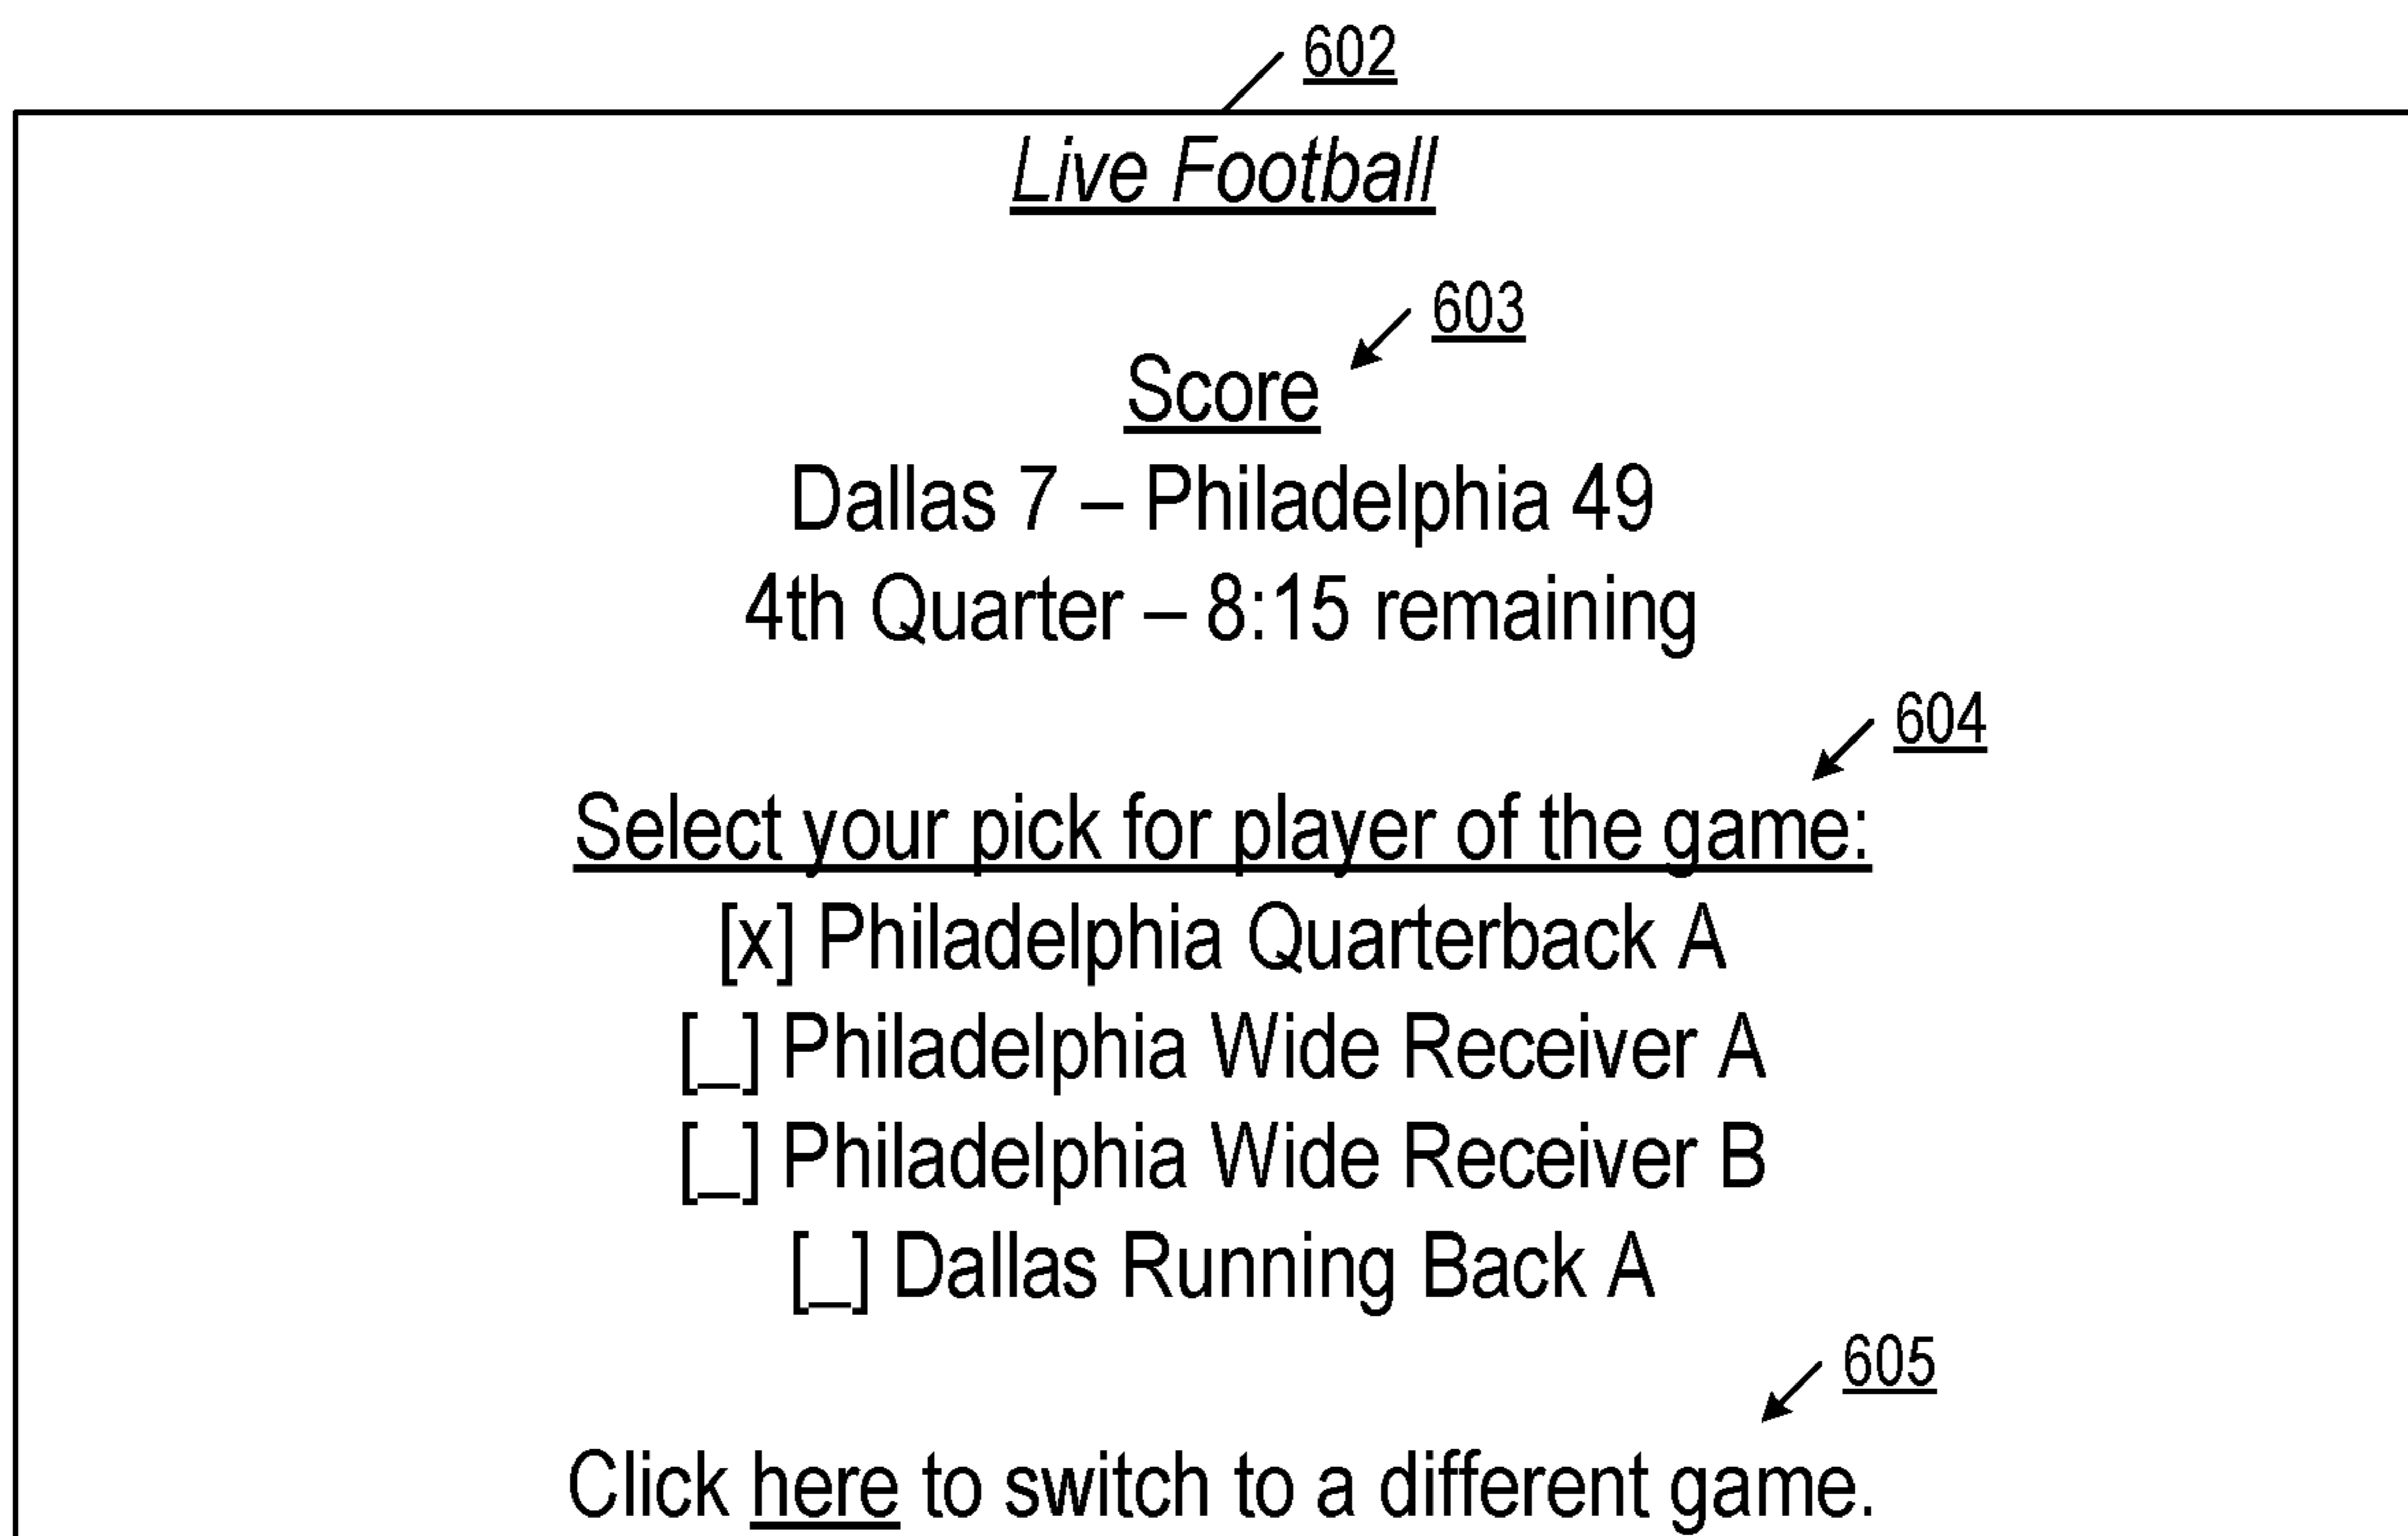 602
Live Football
603
Score
Dallas 7 – Philadelphia 49
4th Quarter – 8:15 remaining
604
Select your pick for player of the game:
[x] Philadelphia Quarterback A
[_] Philadelphia Wide Receiver A
[_] Philadelphia Wide Receiver B
[_] Dallas Running Back A
605
Click here to switch to a different game.